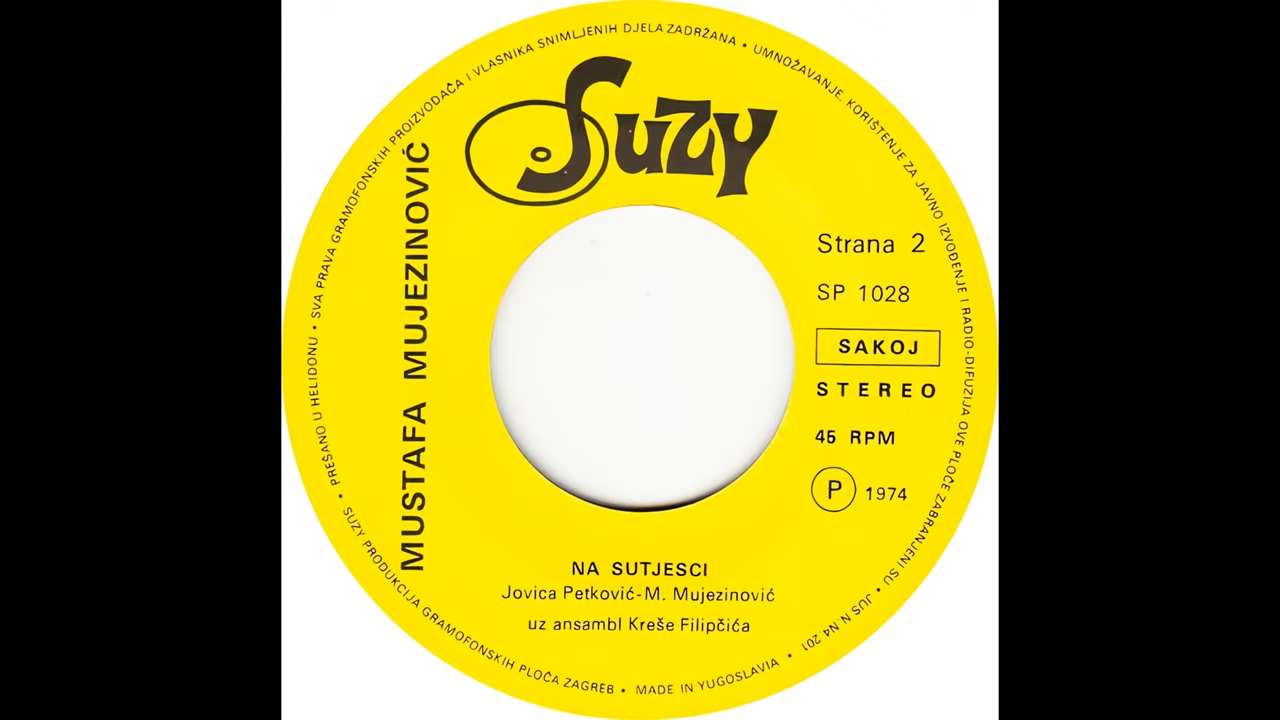 Suzy
MUSTAFA MUJEZINOVIĆ
Strana 2
SP 1028
SAKOJ
STEREO
45 RPM
P 1974
NA SUTJESCI
Jovica Petković-M. Mujezinović
uz ansambl Kreše Filipčića
SUZY PRODUKCIJA GRAMOFONSKIH PLOČA ZAGREB • MADE IN YUGOSLAVIA • JUS N N4 201 • PREŠANO U HELIDONU • SVA PRAVA GRAMOFONSKIH PROIZVOĐAČA I VLASNIKA SNIMLJENIH DJELA ZADRŽANA • UMNOŽAVANJE, KORIŠTENJE ZA JAVNO IZVOĐENJE I RADIO-DIFUZIJA OVE PLOČE ZABRANJENI SU •